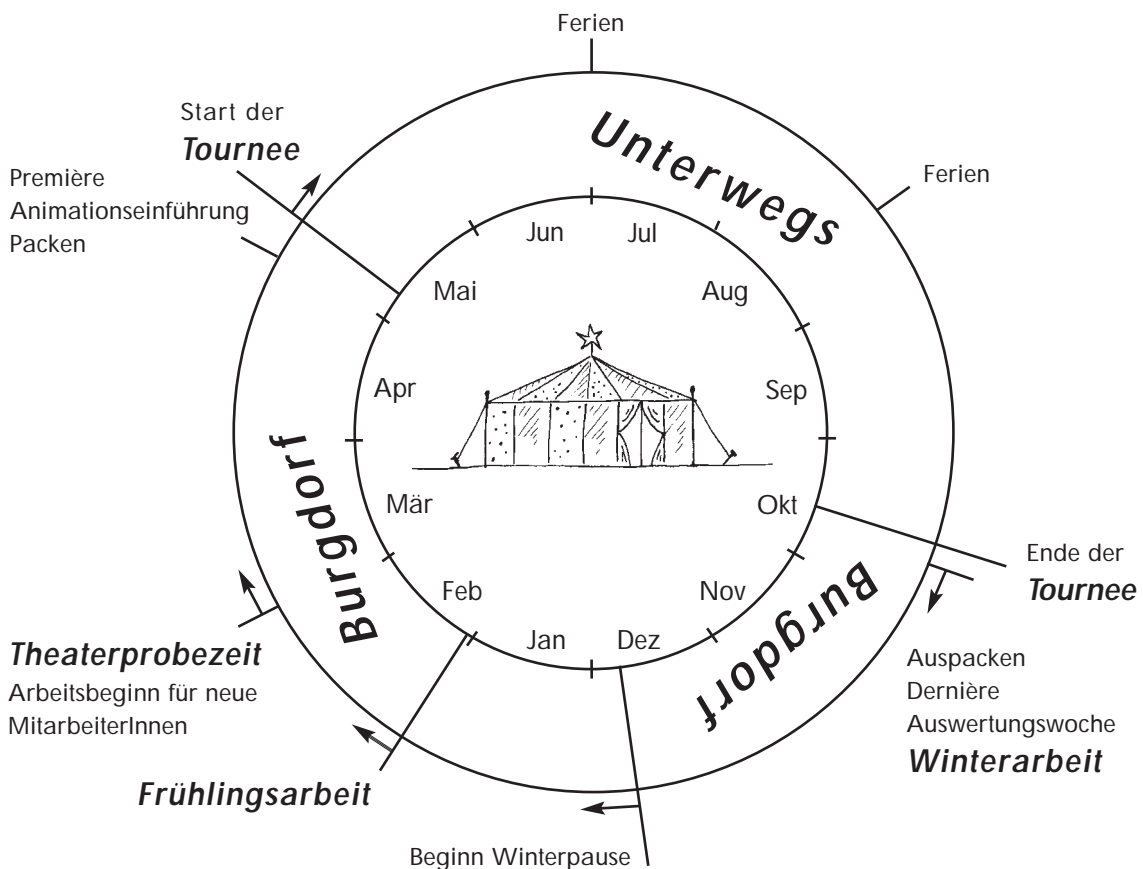 Ferien
Start der
Tournee
Première
Animationseinführung
Packen
Unterwegs
Ferien
Jun
Jul
Mai
Aug
Apr
Sep
Mär
Okt
Feb
Nov
Jan
Dez
Burgdorf
Burgdorf
Ende der
Tournee
Theaterprobezeit
Arbeitsbeginn für neue
MitarbeiterInnen
Auspacken
Dernière
Auswertungswoche
Winterarbeit
Frühlingsarbeit
Beginn Winterpause